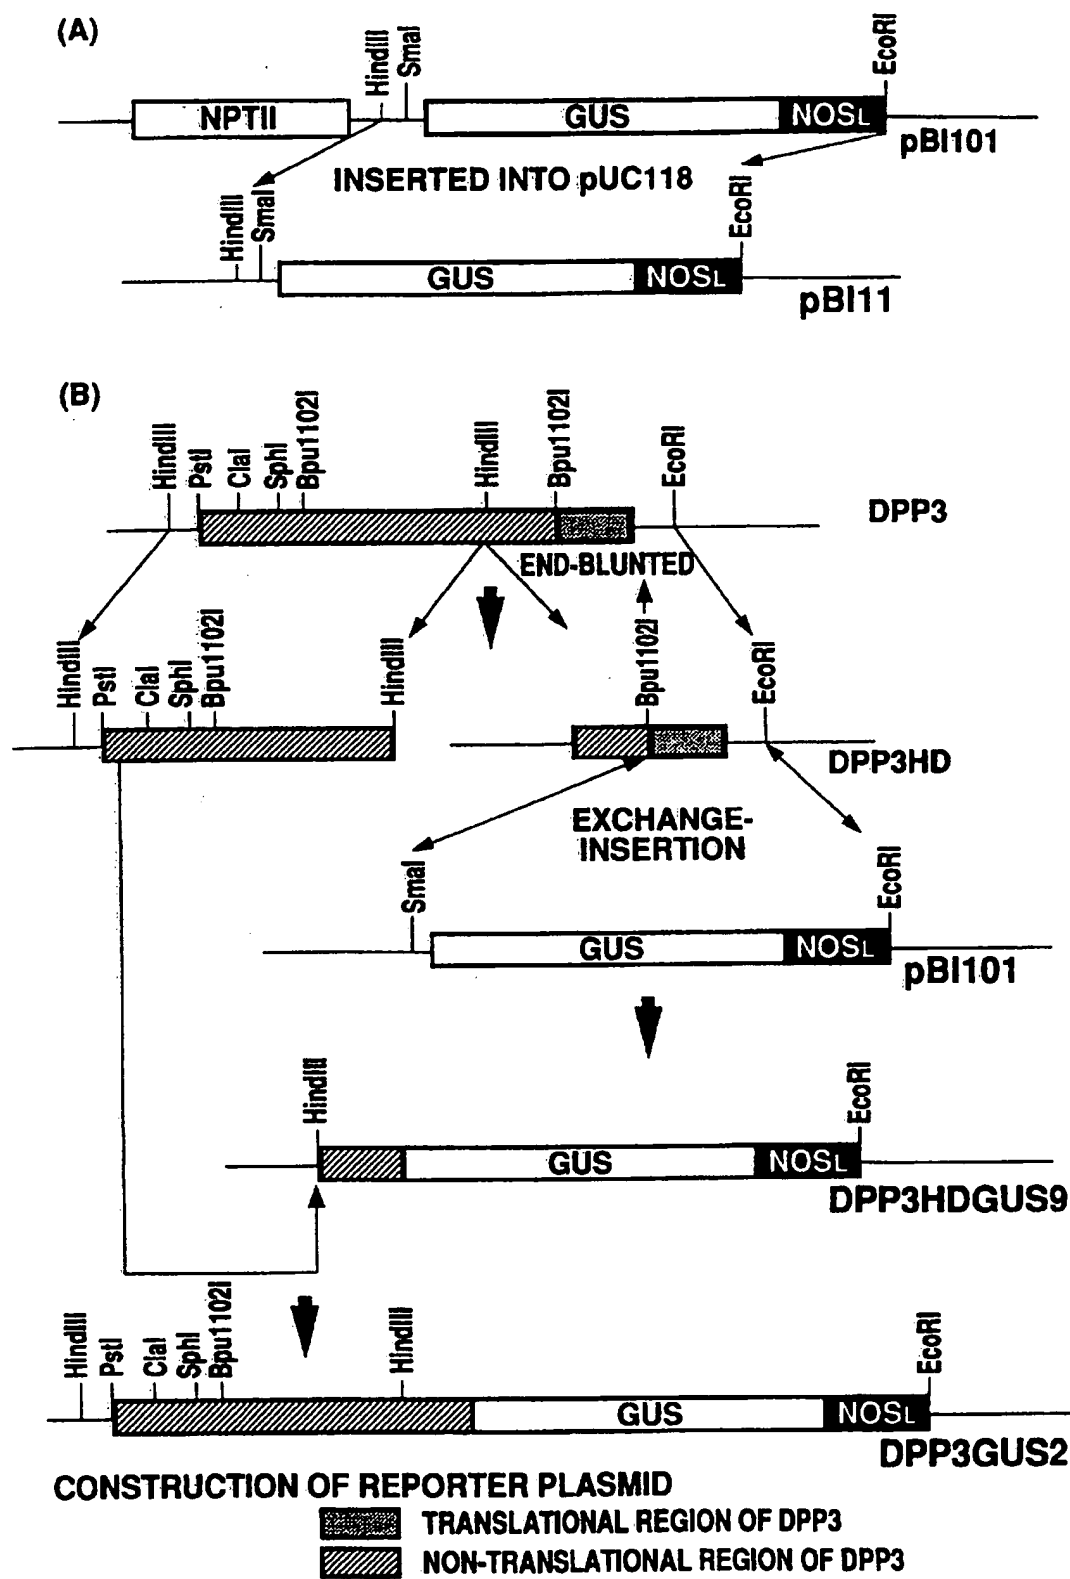 (A)
HindIII
SmaI
EcoRI
NPTII
GUS
NOSL
pBI101
INSERTED INTO pUC118
HindIII
SmaI
EcoRI
GUS
NOSL
pBI11
(B)
HindIII
PstI
ClaI
SphI
Bpu1102I
HindIII
Bpu1102I
EcoRI
DPP3
END-BLUNTED
HindIII
PstI
ClaI
SphI
Bpu1102I
HindIII
Bpu1102I
EcoRI
DPP3HD
EXCHANGE-
INSERTION
SmaI
EcoRI
GUS
NOSL
pBI101
HindIII
EcoRI
GUS
NOSL
DPP3HDGUS9
HindIII
PstI
ClaI
SphI
Bpu1102I
HindIII
EcoRI
GUS
NOSL
DPP3GUS2
CONSTRUCTION OF REPORTER PLASMID
TRANSLATIONAL REGION OF DPP3
NON-TRANSLATIONAL REGION OF DPP3